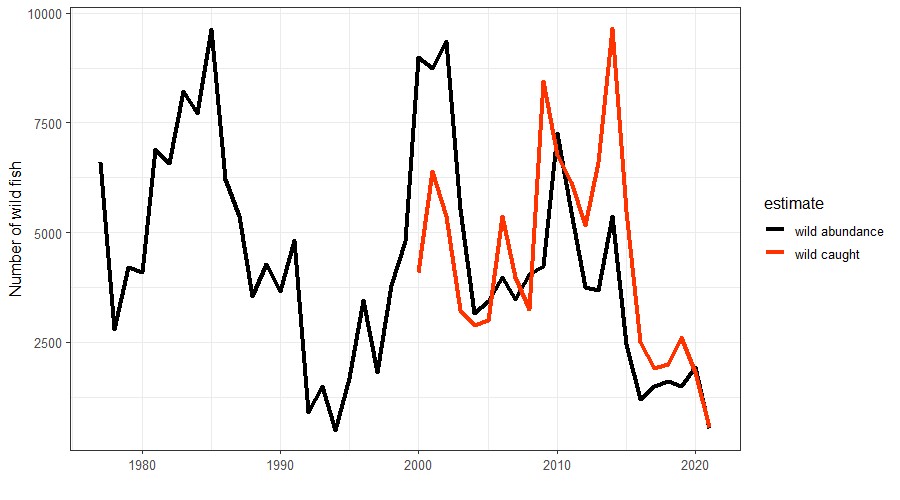 10000
7500
5000
2500
Number of wild fish
1980
1990
2000
2010
2020
estimate
wild abundance
wild caught